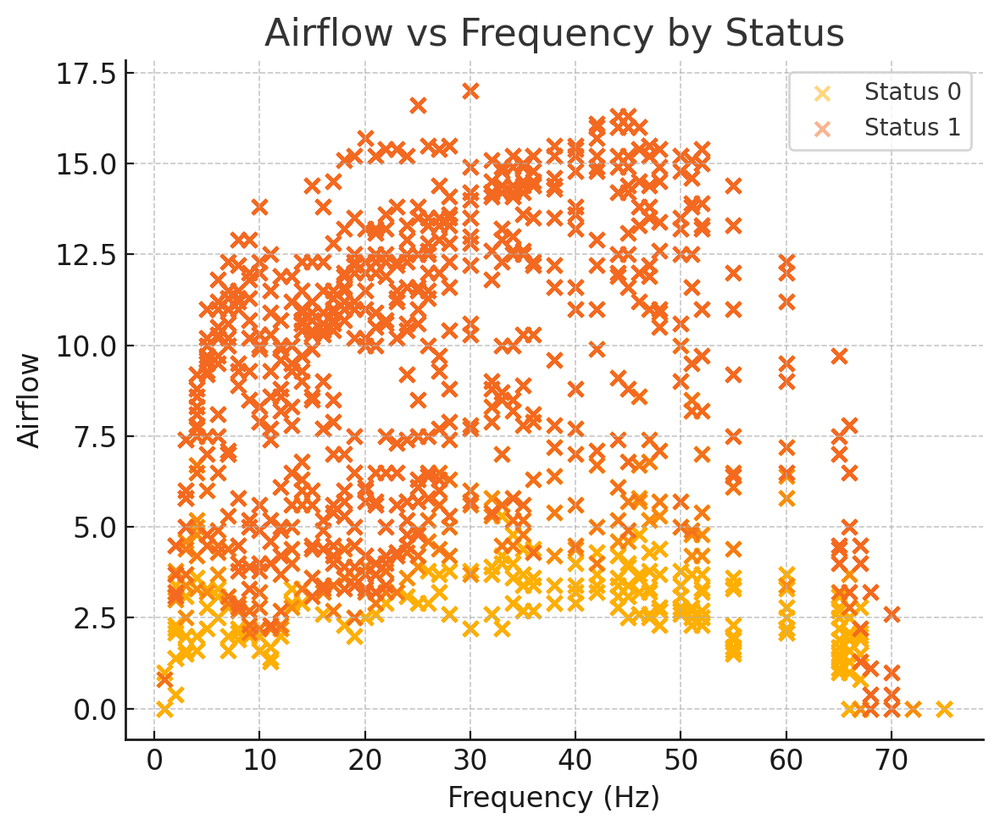 Airflow vs Frequency by Status
17.5
15.0
12.5
10.0
7.5
5.0
2.5
0.0
Airflow
Status 0
Status 1
0 10 20 30 40 50 60 70
Frequency (Hz)